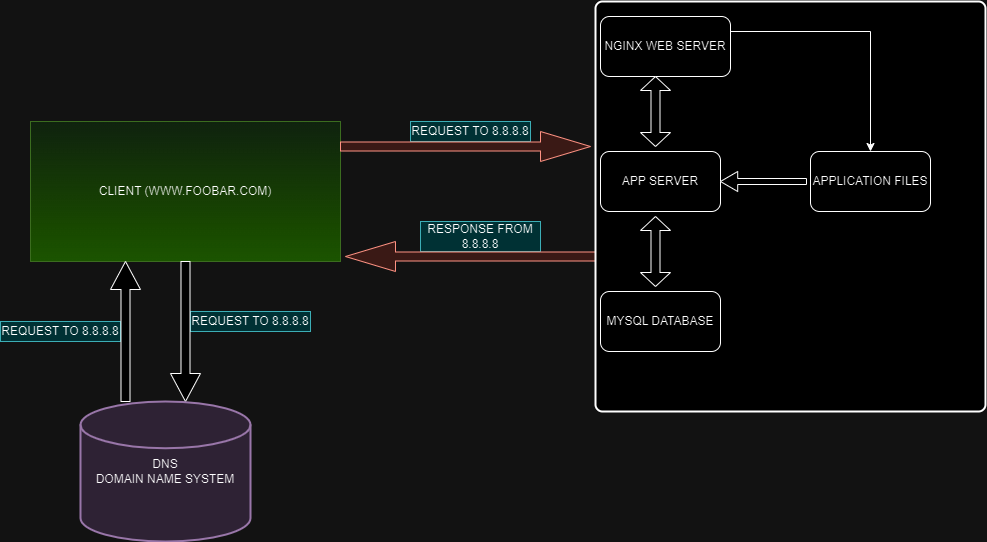 NGINX WEB SERVER
REQUEST TO 8.8.8.8
CLIENT (WWW.FOOBAR.COM)
APP SERVER
APPLICATION FILES
RESPONSE FROM
8.8.8.8
REQUEST TO 8.8.8.8
REQUEST TO 8.8.8.8
MYSQL DATABASE
DNS
DOMAIN NAME SYSTEM